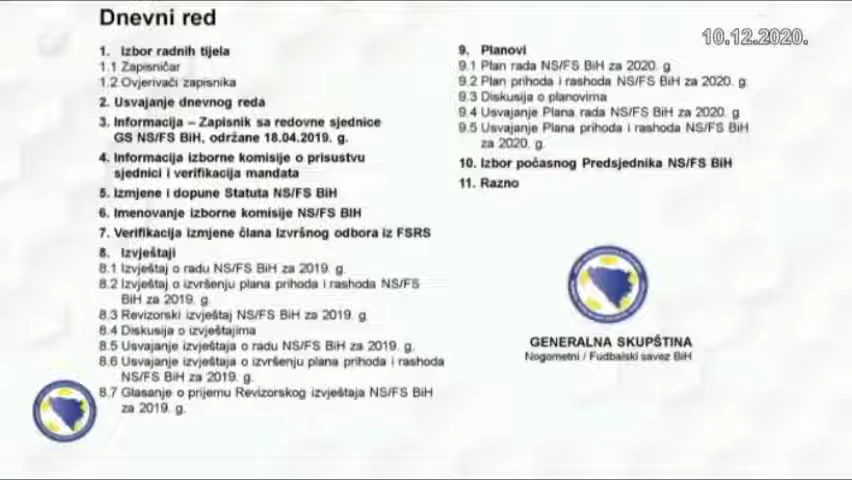 Dnevni red
1. Izbor radnih tijela
1.1 Zapisničar
1.2 Ovjerivači zapisnika
2. Usvajanje dnevnog reda
3. Informacija – Zapisnik sa redovne sjednice
GS NS/FS BiH, održane 18.04.2019. g.
4. Informacija izborne komisije o prisustvu
sjednici i verifikacija mandata
5. Izmjene i dopune Statuta NS/FS BiH
6. Imenovanje izborne komisije NS/FS BIH
7. Verifikacija izmjene člana Izvršnog odbora iz FSRS
8. Izvještaji
8.1 Izvještaj o radu NS/FS BiH za 2019. g.
8.2 Izvještaj o izvršenju plana prihoda i rashoda NS/FS
BiH za 2019. g.
8.3 Revizorski izvještaj NS/FS BiH za 2019. g
8.4 Diskusija o izvještajima
8.5 Usvajanje izvještaja o radu NS/FS BiH za 2019. g.
8.6 Usvajanje izvještaja o izvršenju plana prihoda i rashoda
NS/FS BiH za 2019. g.
8.7 Glasanje o prijemu Revizorskog izvještaja NS/FS BiH
za 2019. g.
10.12.2020.
9. Planovi
9.1 Plan rada NS/FS BiH za 2020. g
9.2 Plan prihoda i rashoda NS/FS BiH za 2020. g.
9.3 Diskusija o planovima
9.4 Usvajanje Plana rada NS/FS BiH za 2020. g
9.5 Usvajanje Plana prihoda i rashoda NS/FS BiH
za 2020. g.
10. Izbor počasnog Predsjednika NS/FS BiH
11. Razno
GENERALNA SKUPŠTINA
Nogometni / Fudbalski savez BiH